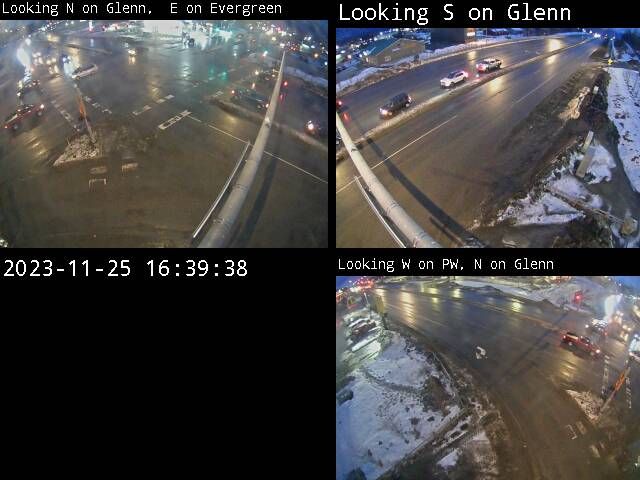 Looking N on Glenn,  E on Evergreen
Looking S on Glenn
2023-11-25 16:39:38
Looking W on PW, N on Glenn